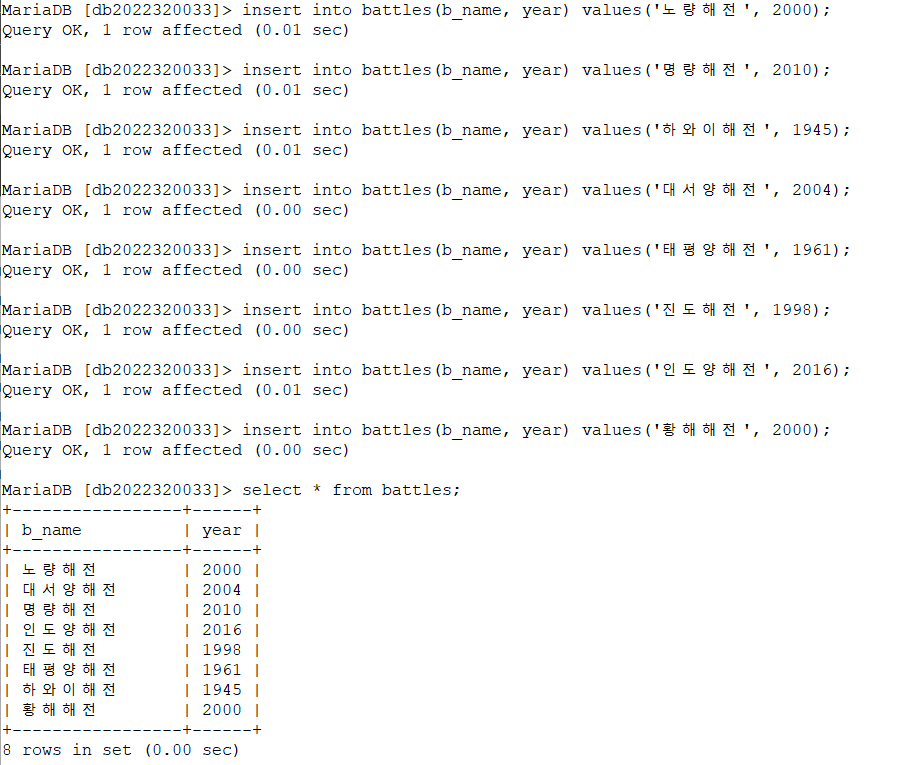 MariaDB [db2022320033]> insert into battles(b_name, year) values('노량해전', 2000);
Query OK, 1 row affected (0.01 sec)
MariaDB [db2022320033]> insert into battles(b_name, year) values('명량해전', 2010);
Query OK, 1 row affected (0.01 sec)
MariaDB [db2022320033]> insert into battles(b_name, year) values('하와이해전', 1945);
Query OK, 1 row affected (0.01 sec)
MariaDB [db2022320033]> insert into battles(b_name, year) values('대서양해전', 2004);
Query OK, 1 row affected (0.00 sec)
MariaDB [db2022320033]> insert into battles(b_name, year) values('태평양해전', 1961);
Query OK, 1 row affected (0.00 sec)
MariaDB [db2022320033]> insert into battles(b_name, year) values('진도해전', 1998);
Query OK, 1 row affected (0.00 sec)
MariaDB [db2022320033]> insert into battles(b_name, year) values('인도양해전', 2016);
Query OK, 1 row affected (0.01 sec)
MariaDB [db2022320033]> insert into battles(b_name, year) values('황해해전', 2000);
Query OK, 1 row affected (0.00 sec)
MariaDB [db2022320033]> select * from battles;
+-----------------+------+
| b_name          | year |
+-----------------+------+
| 노량해전        | 2000 |
| 대서양해전      | 2004 |
| 명량해전        | 2010 |
| 인도양해전      | 2016 |
| 진도해전        | 1998 |
| 태평양해전      | 1961 |
| 하와이해전      | 1945 |
| 황해해전        | 2000 |
+-----------------+------+
8 rows in set (0.00 sec)